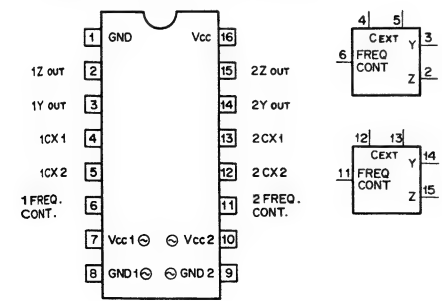 1 GND Vcc 16
1Z OUT 2 15 2Z OUT
1Y OUT 3 14 2Y OUT
1CX1 4 13 2CX1
1CX2 5 12 2CX2
1 FREQ. CONT. 6 11 2 FREQ. CONT.
7 Vcc1 Vcc2 10
8 GND1 GND2 9
4 5
CEXT Y 3
6 FREQ
CONT Z 2
12 13
CEXT Y 14
11 FREQ
CONT Z 15